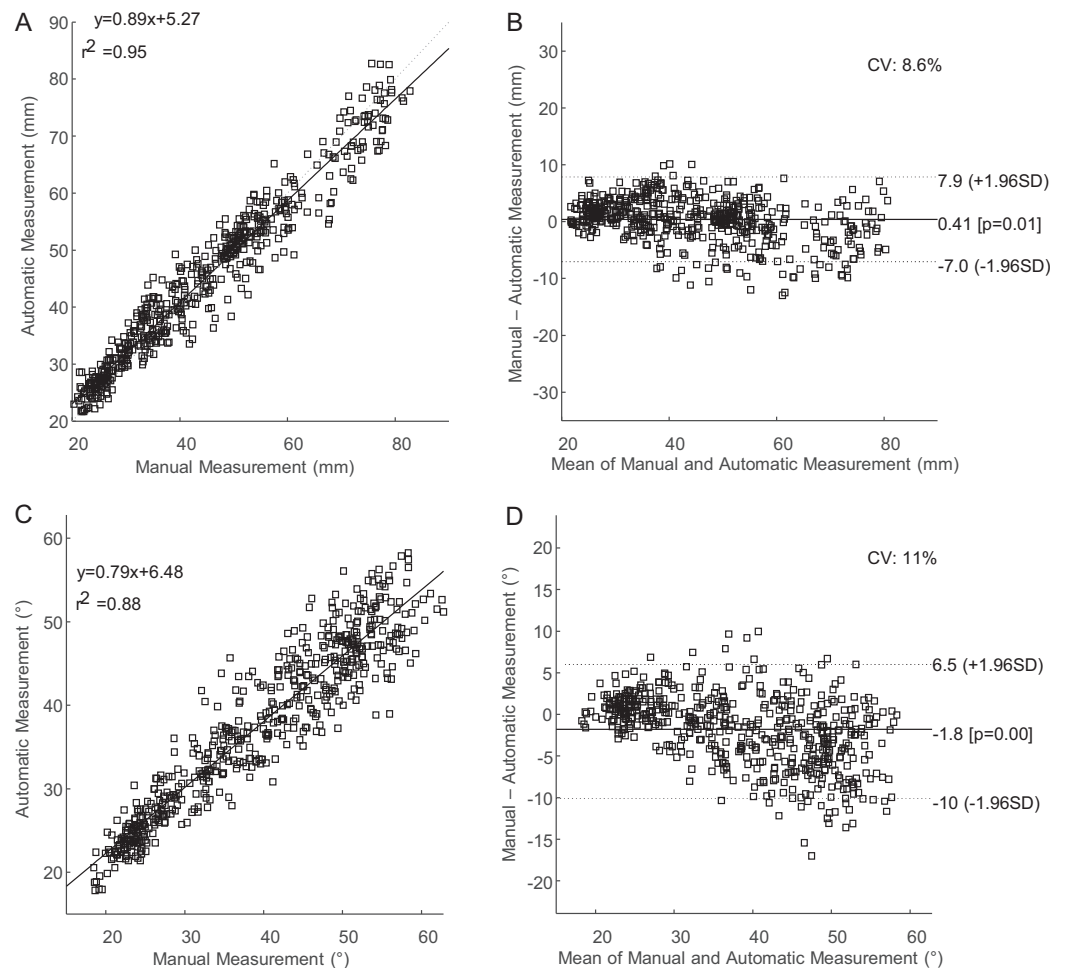 A
y=0.89x+5.27
r2 =0.95
90
80
70
60
50
40
30
20
20 40 60 80
Automatic Measurement (mm)
Manual Measurement (mm)
B
CV: 8.6%
30
20
10
0
-10
-20
-30
20 40 60 80
7.9 (+1.96SD)
0.41 [p=0.01]
-7.0 (-1.96SD)
Manual – Automatic Measurement (mm)
Mean of Manual and Automatic Measurement (mm)
C
y=0.79x+6.48
r2 =0.88
60
50
40
30
20
20 30 40 50 60
Automatic Measurement (°)
Manual Measurement (°)
D
CV: 11%
20
15
10
5
0
-5
-10
-15
-20
20 30 40 50 60
6.5 (+1.96SD)
-1.8 [p=0.00]
-10 (-1.96SD)
Manual – Automatic Measurement (°)
Mean of Manual and Automatic Measurement (°)